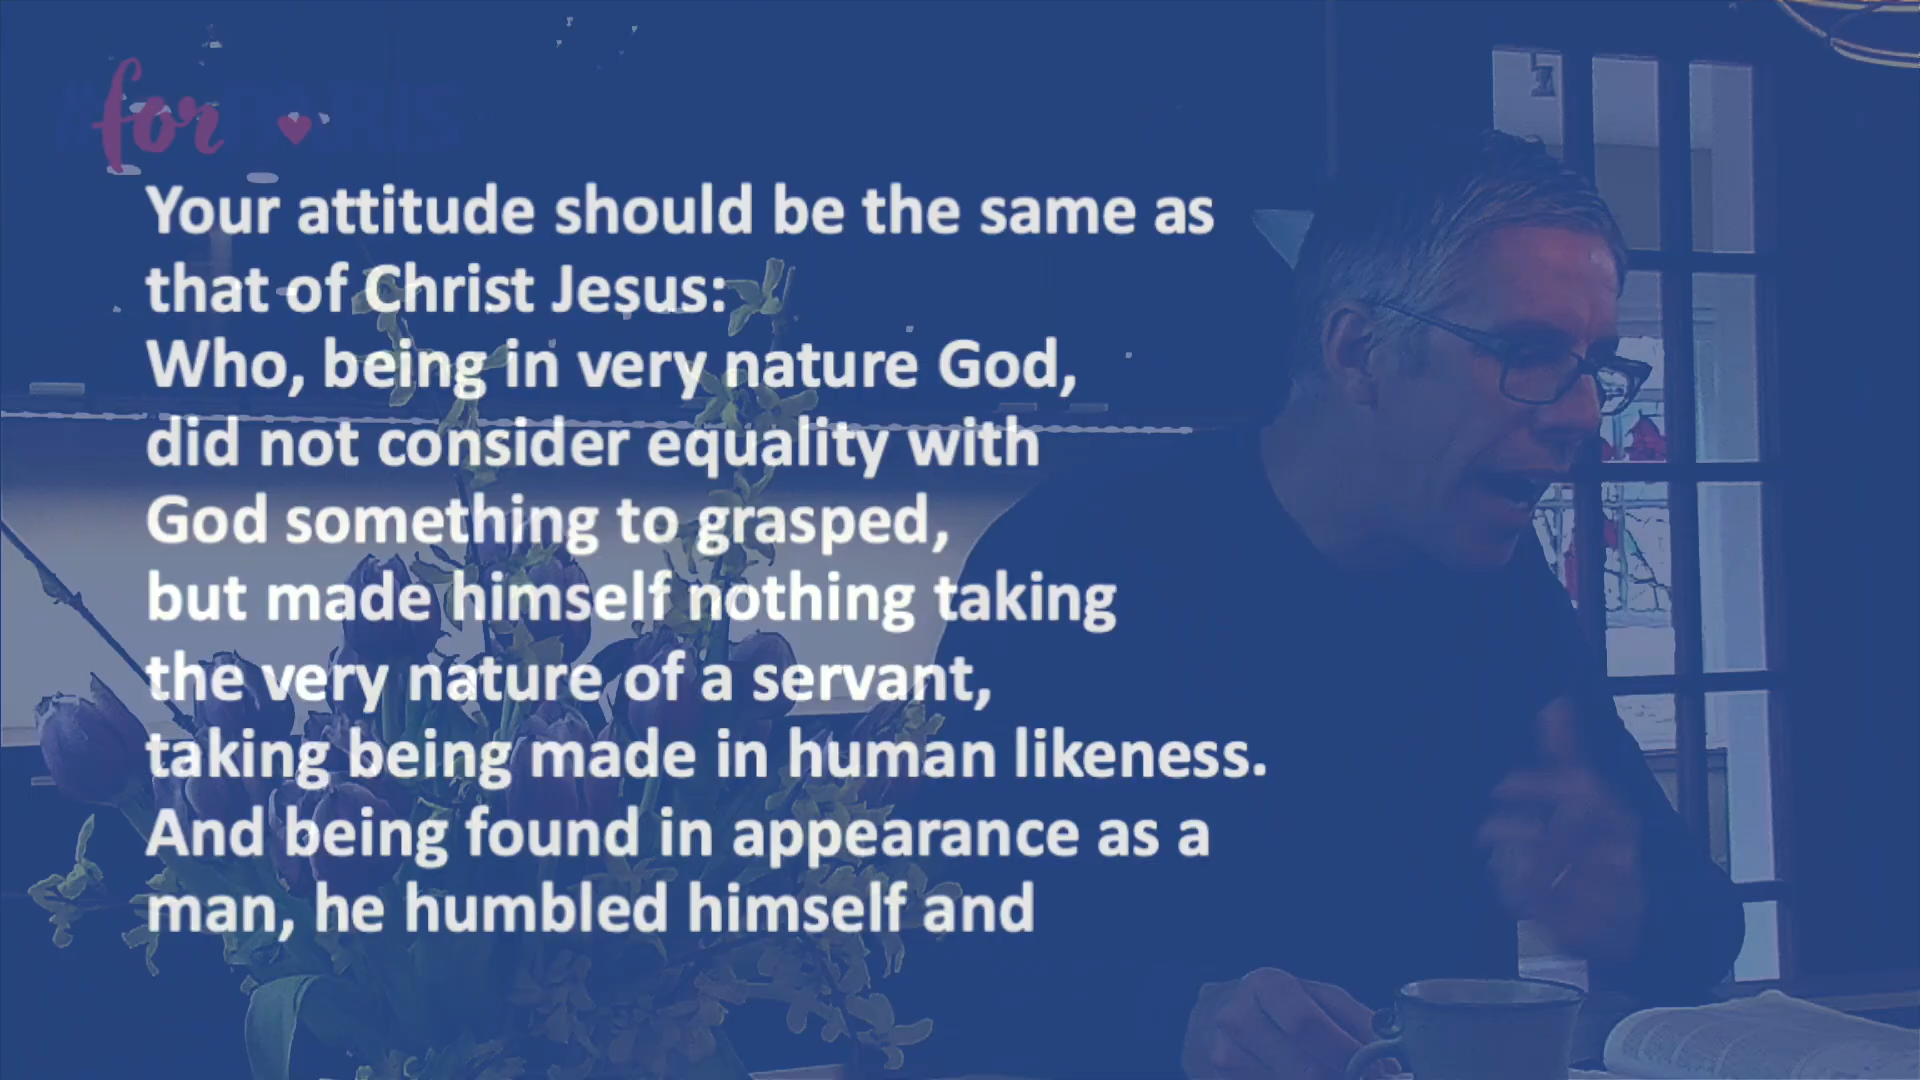 for
Your attitude should be the same as
that of Christ Jesus:
Who, being in very nature God,
did not consider equality with
God something to grasped,
but made himself nothing taking
the very nature of a servant,
taking being made in human likeness.
And being found in appearance as a
man, he humbled himself and